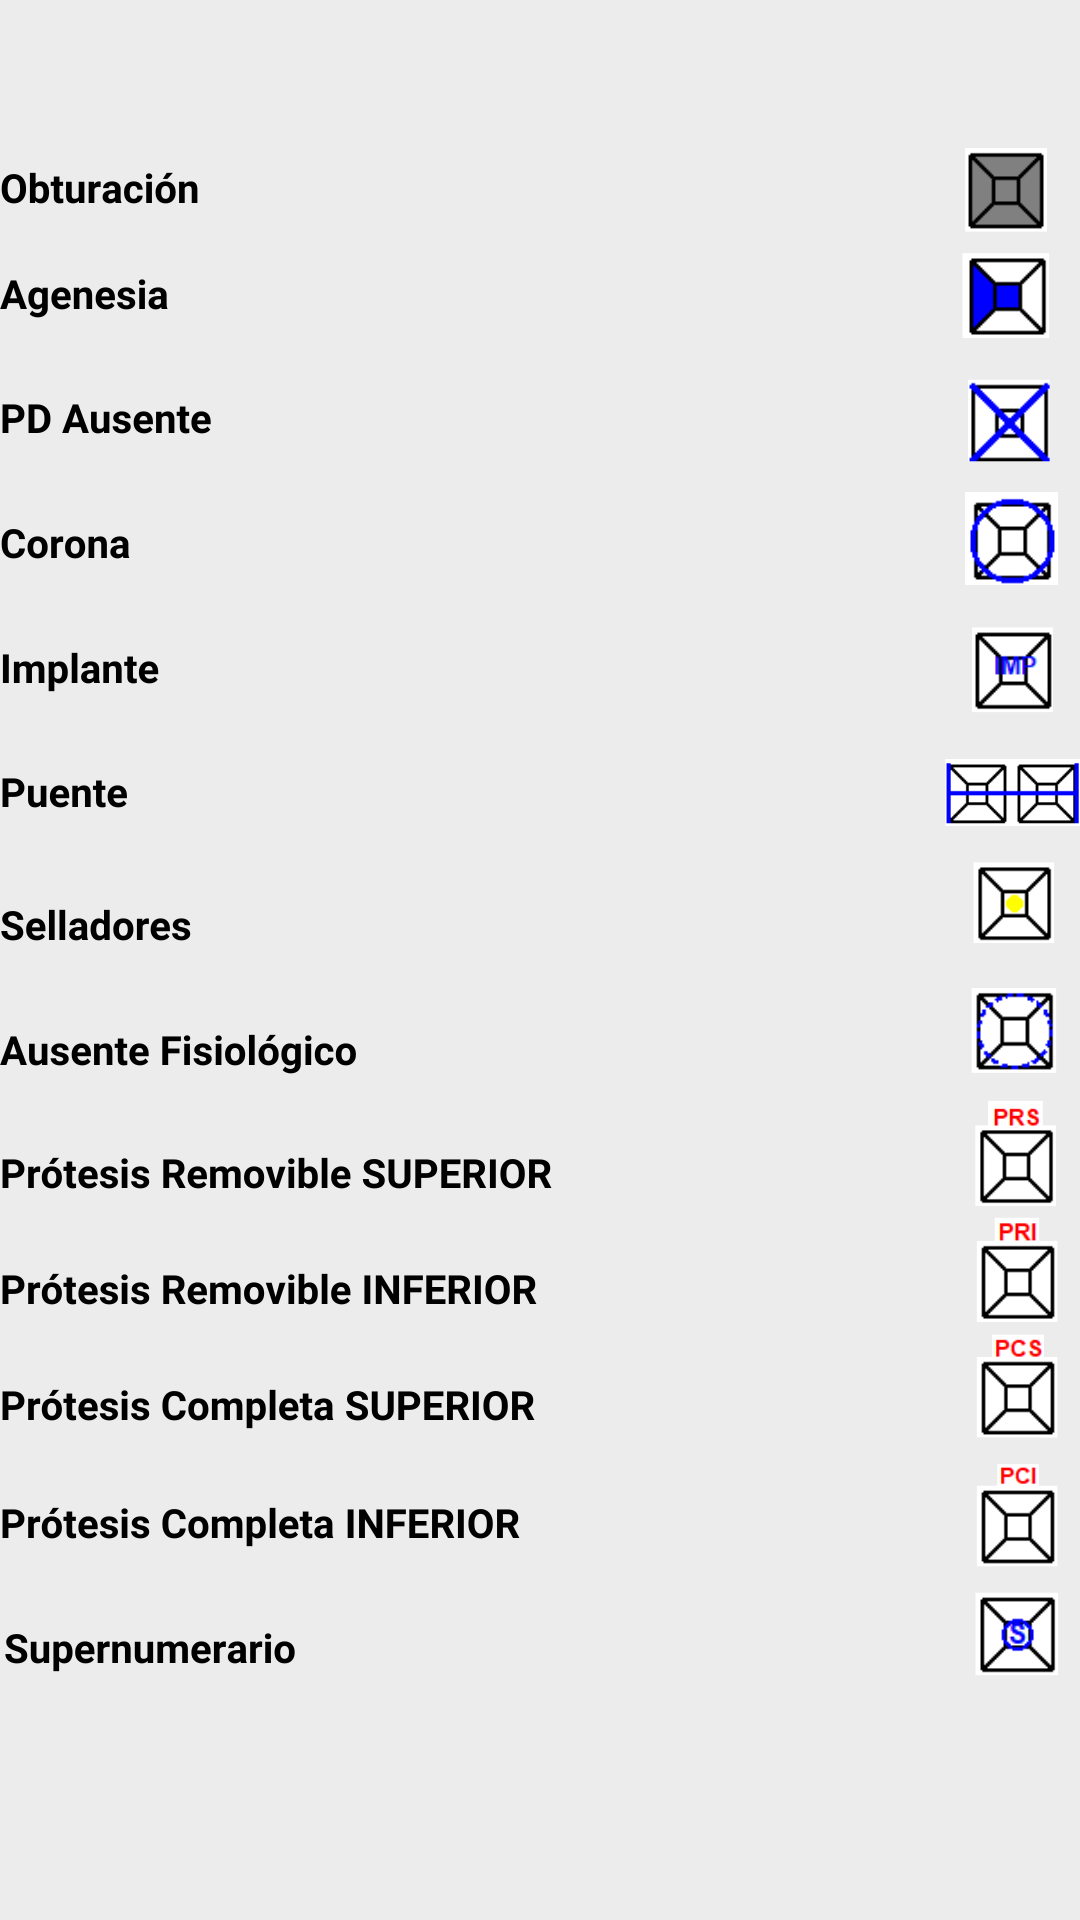 Obturación
Agenesia
PD Ausente
Corona
Implante
IMP
Puente
Selladores
Ausente Fisiológico
PRS
Prótesis Removible SUPERIOR
PRI
Prótesis Removible INFERIOR
PCS
Prótesis Completa SUPERIOR
PCI
Prótesis Completa INFERIOR
Supernumerario
S